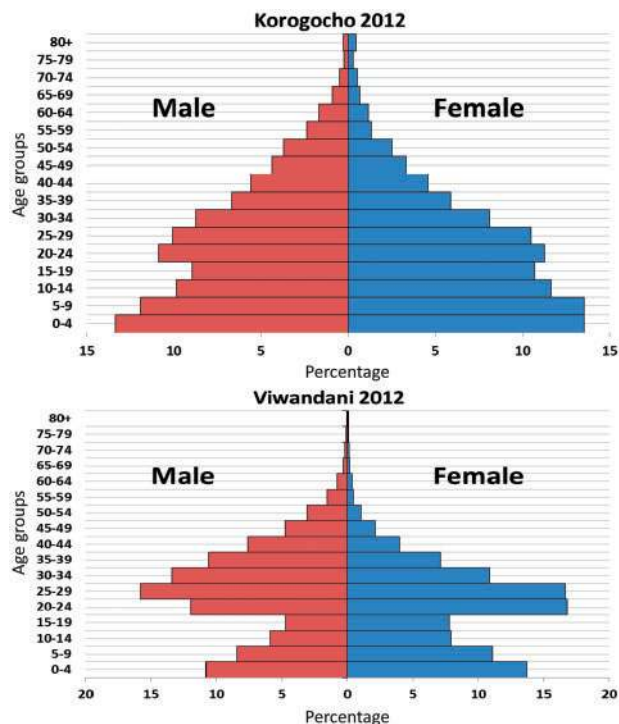 Korogocho 2012
Age groups
Male
Female
80+
75-79
70-74
65-69
60-64
55-59
50-54
45-49
40-44
35-39
30-34
25-29
20-24
15-19
10-14
5-9
0-4
15 10 5 0 5 10 15
Percentage
Viwandani 2012
Age groups
Male
Female
80+
75-79
70-74
65-69
60-64
55-59
50-54
45-49
40-44
35-39
30-34
25-29
20-24
15-19
10-14
5-9
0-4
20 15 10 5 0 5 10 15 20
Percentage